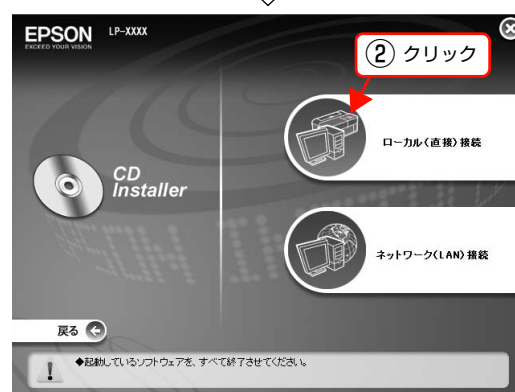 EPSON
EXCEED YOUR VISION
LP-XXXX
② クリック
ローカル(直接)接続
CD
Installer
ネットワーク(LAN)接続
戻る
◆起動しているソフトウェアを、すべて終了させてください。